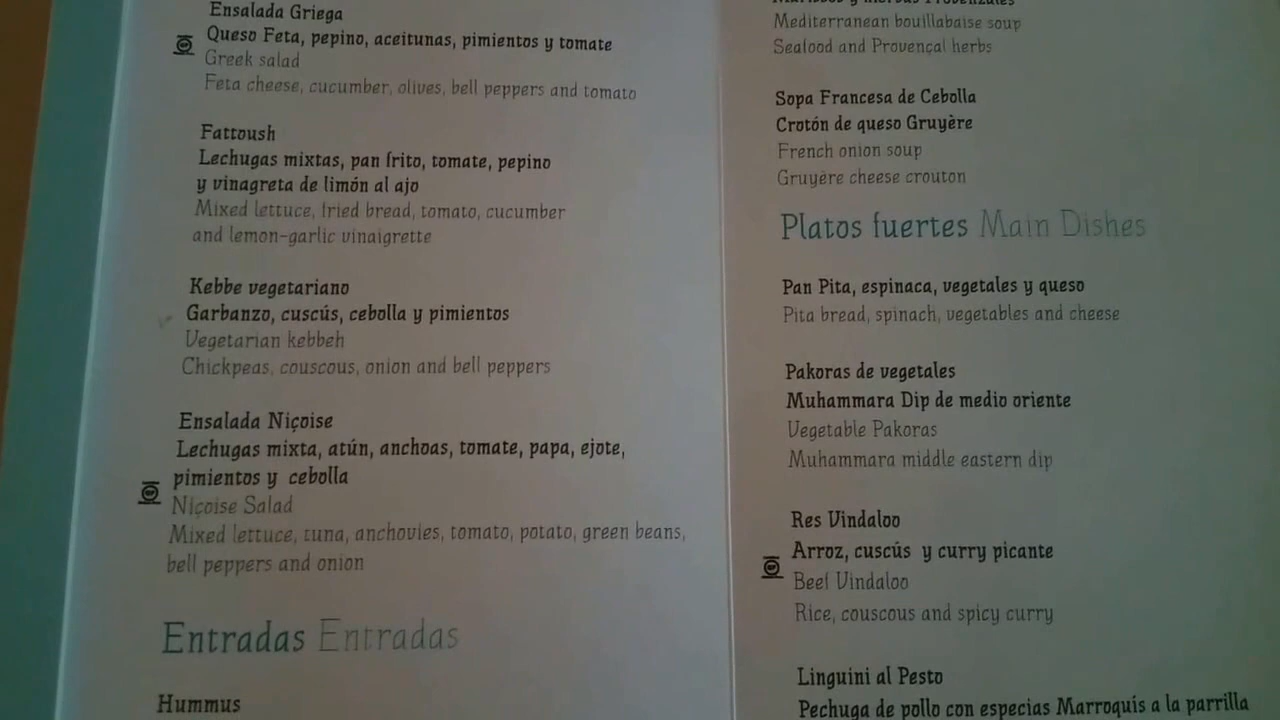 Ensalada Griega
Queso Feta, pepino, aceitunas, pimientos y tomate
Greek salad
Feta cheese, cucumber, olives, bell peppers and tomato
Fattoush
Lechugas mixtas, pan frito, tomate, pepino
y vinagreta de limón al ajo
Mixed lettuce, fried bread, tomato, cucumber
and lemon-garlic vinaigrette
Kebbe vegetariano
Garbanzo, cuscús, cebolla y pimientos
Vegetarian kebbeh
Chickpeas, couscous, onion and bell peppers
Ensalada Niçoise
Lechugas mixta, atún, anchoas, tomate, papa, ejote,
pimientos y cebolla
Niçoise Salad
Mixed lettuce, tuna, anchovies, tomato, potato, green beans,
bell peppers and onion
Entradas Entradas
Hummus
Mariscos y hierbas Provenzales
Mediterranean bouillabaise soup
Seafood and Provençal herbs
Sopa Francesa de Cebolla
Crotón de queso Gruyère
French onion soup
Gruyère cheese crouton
Platos fuertes Main Dishes
Pan Pita, espinaca, vegetales y queso
Pita bread, spinach, vegetables and cheese
Pakoras de vegetales
Muhammara Dip de medio oriente
Vegetable Pakoras
Muhammara middle eastern dip
Res Vindaloo
Arroz, cuscús y curry picante
Beef Vindaloo
Rice, couscous and spicy curry
Linguini al Pesto
Pechuga de pollo con especias Marroquís a la parrilla